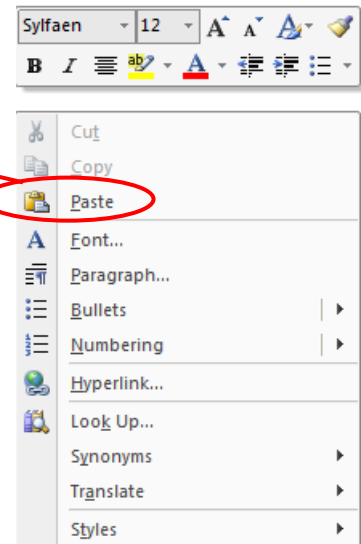 Sylfaen 12
Cut
Copy
Paste
Font...
Paragraph...
Bullets
Numbering
Hyperlink...
Look Up...
Synonyms
Translate
Styles